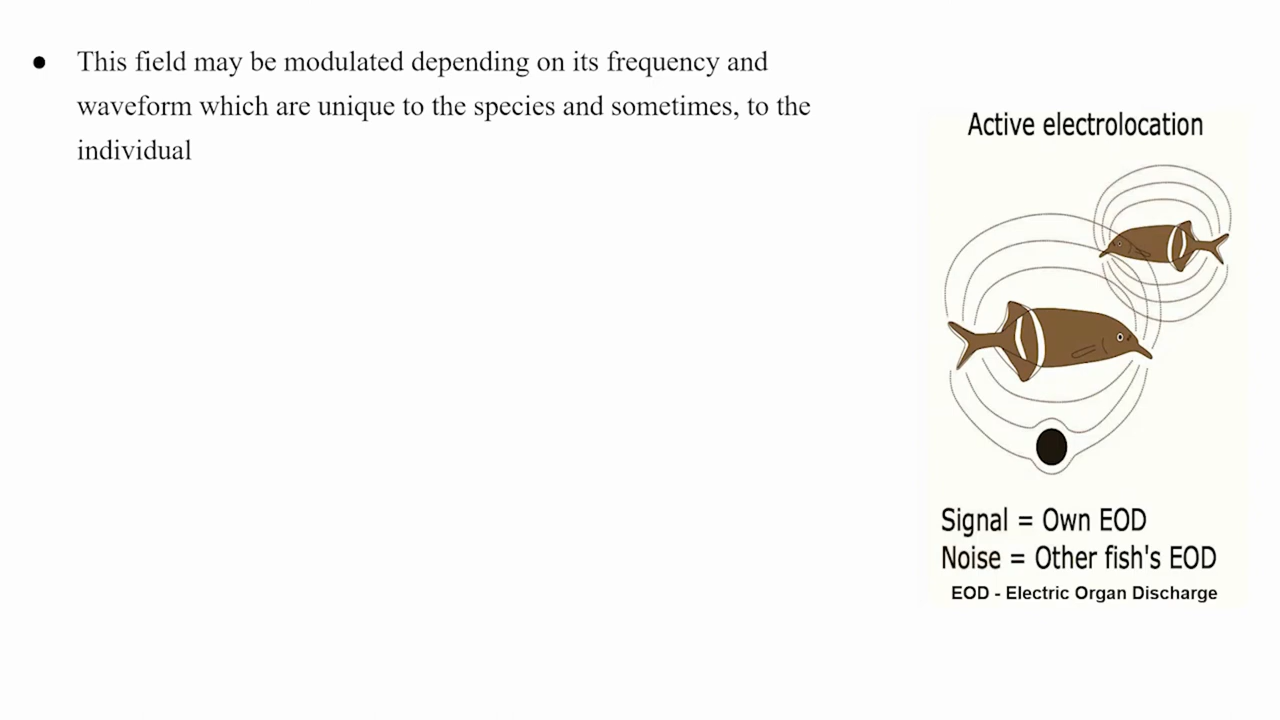 ● This field may be modulated depending on its frequency and
waveform which are unique to the species and sometimes, to the
individual
Active electrolocation
Signal = Own EOD
Noise = Other fish's EOD
EOD - Electric Organ Discharge